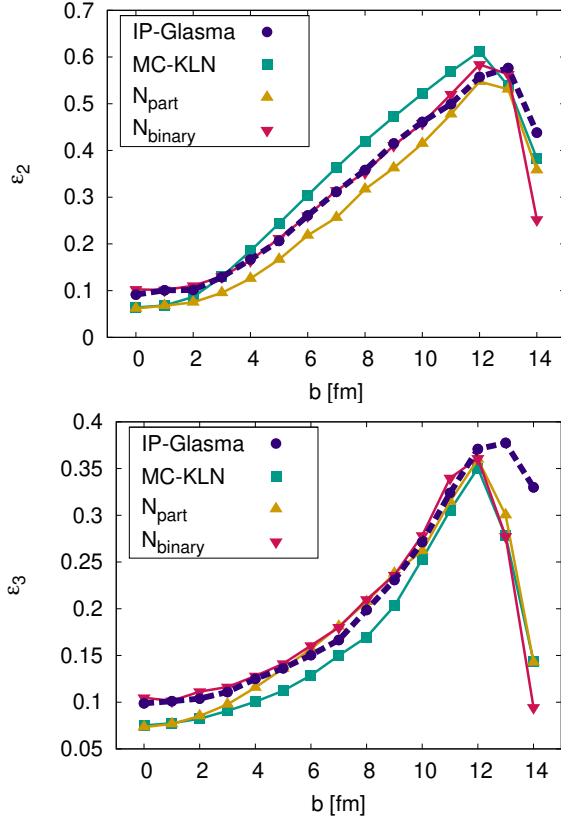 IP-Glasma
MC-KLN
N_part
N_binary
ε_2
0.7
0.6
0.5
0.4
0.3
0.2
0.1
0
0 2 4 6 8 10 12 14
b [fm]
IP-Glasma
MC-KLN
N_part
N_binary
ε_3
0.4
0.35
0.3
0.25
0.2
0.15
0.1
0.05
0 2 4 6 8 10 12 14
b [fm]